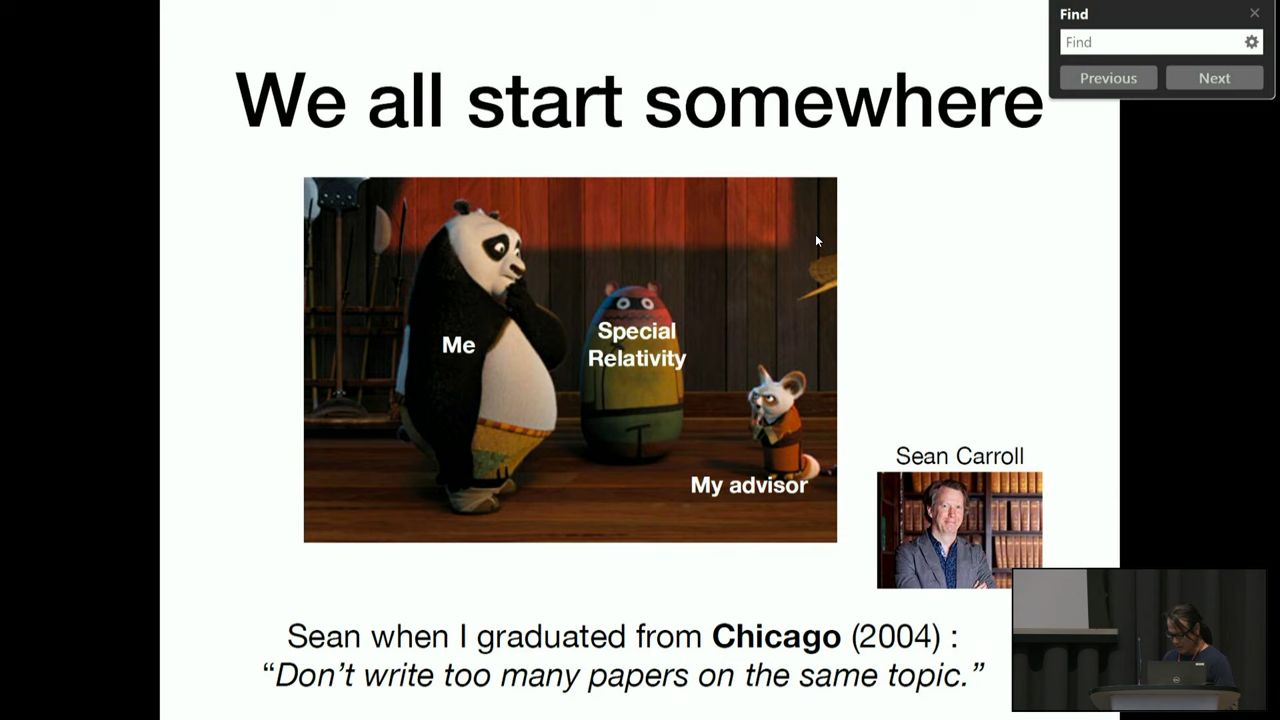 Find
Find
Previous
Next
We all start somewhere
Me
Special
Relativity
My advisor
Sean Carroll
Sean when I graduated from Chicago (2004) :
“Don’t write too many papers on the same topic.”